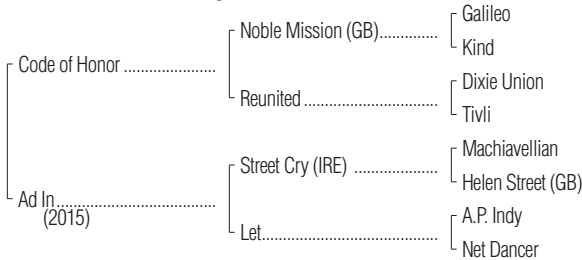 Galileo
Noble Mission (GB)..............
Kind
Code of Honor ......................
Dixie Union
Reunited................................
Tivli
Machiavellian
Street Cry (IRE) ....................
Helen Street (GB)
Ad In................................
(2015)
A.P. Indy
Let..........................................
Net Dancer